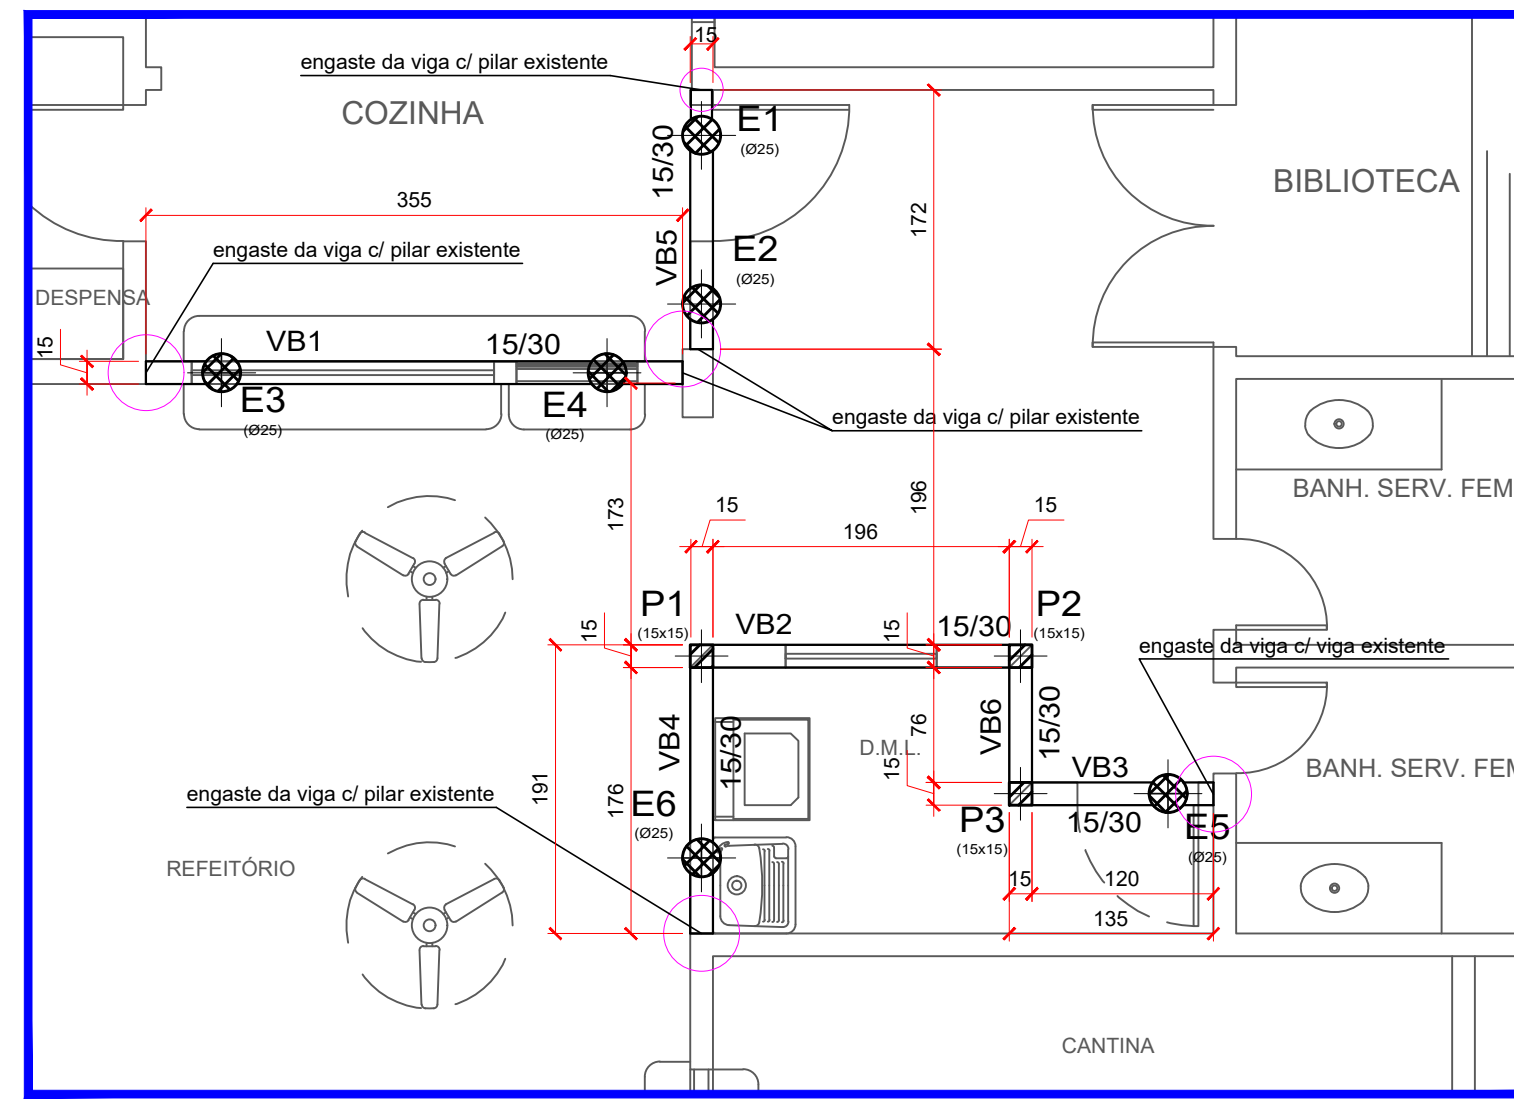 15
engaste da viga c/ pilar existente
COZINHA
E1
(Ø25)
15/30
BIBLIOTECA
355
172
engaste da viga c/ pilar existente
VB5
E2
(Ø25)
DESPENSA
15
VB1
15/30
E3
(Ø25)
E4
(Ø25)
engaste da viga c/ pilar existente
BANH. SERV. FEM
173
15
196
196
15
P1
(15x15)
15
VB2
15
15/30
P2
(15x15)
engaste da viga c/ viga existente
VB4
15/30
D.M.L.
76
VB6
15/30
15
VB3
BANH. SERV. FEM
191
176
engaste da viga c/ pilar existente
E6
(Ø25)
P3
(15x15)
15/30
E5
(Ø25)
REFEITÓRIO
15
120
135
CANTINA